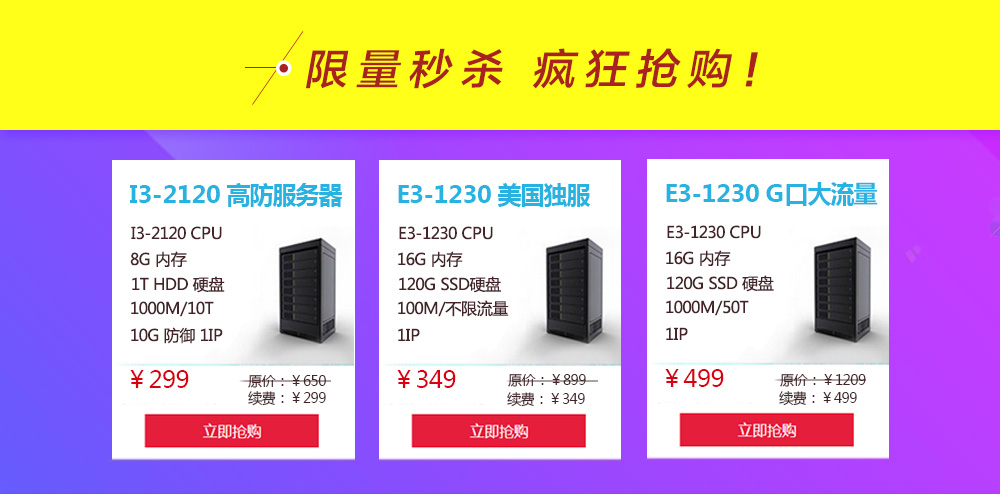 限量秒杀 疯狂抢购!
I3-2120 高防服务器
I3-2120 CPU
8G 内存
1T HDD 硬盘
1000M/10T
10G 防御 1IP
¥299
原价：¥650
续费：¥299
立即抢购
E3-1230 美国独服
E3-1230 CPU
16G 内存
120G SSD硬盘
100M/不限流量
1IP
¥349
原价：¥899
续费：¥349
立即抢购
E3-1230 G口大流量
E3-1230 CPU
16G 内存
120G SSD 硬盘
1000M/50T
1IP
¥499
原价：¥1209
续费：¥499
立即抢购